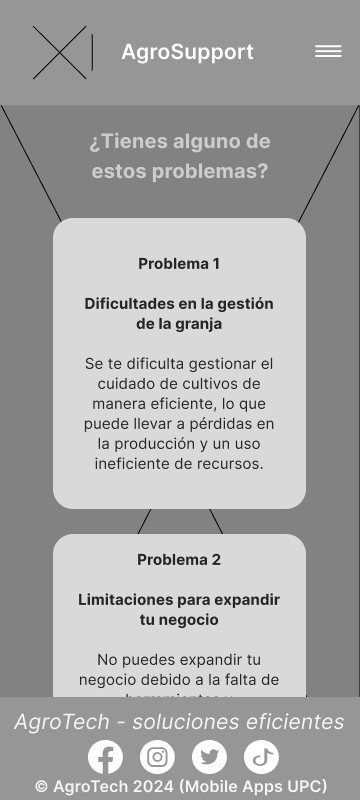 AgroSupport
¿Tienes alguno de
estos problemas?
Problema 1
Dificultades en la gestión
de la granja
Se te dificulta gestionar el
cuidado de cultivos de
manera eficiente, lo que
puede llevar a pérdidas en
la producción y un uso
ineficiente de recursos.
Problema 2
Limitaciones para expandir
tu negocio
No puedes expandir tu
negocio debido a la falta de
AgroTech - soluciones eficientes
© AgroTech 2024 (Mobile Apps UPC)